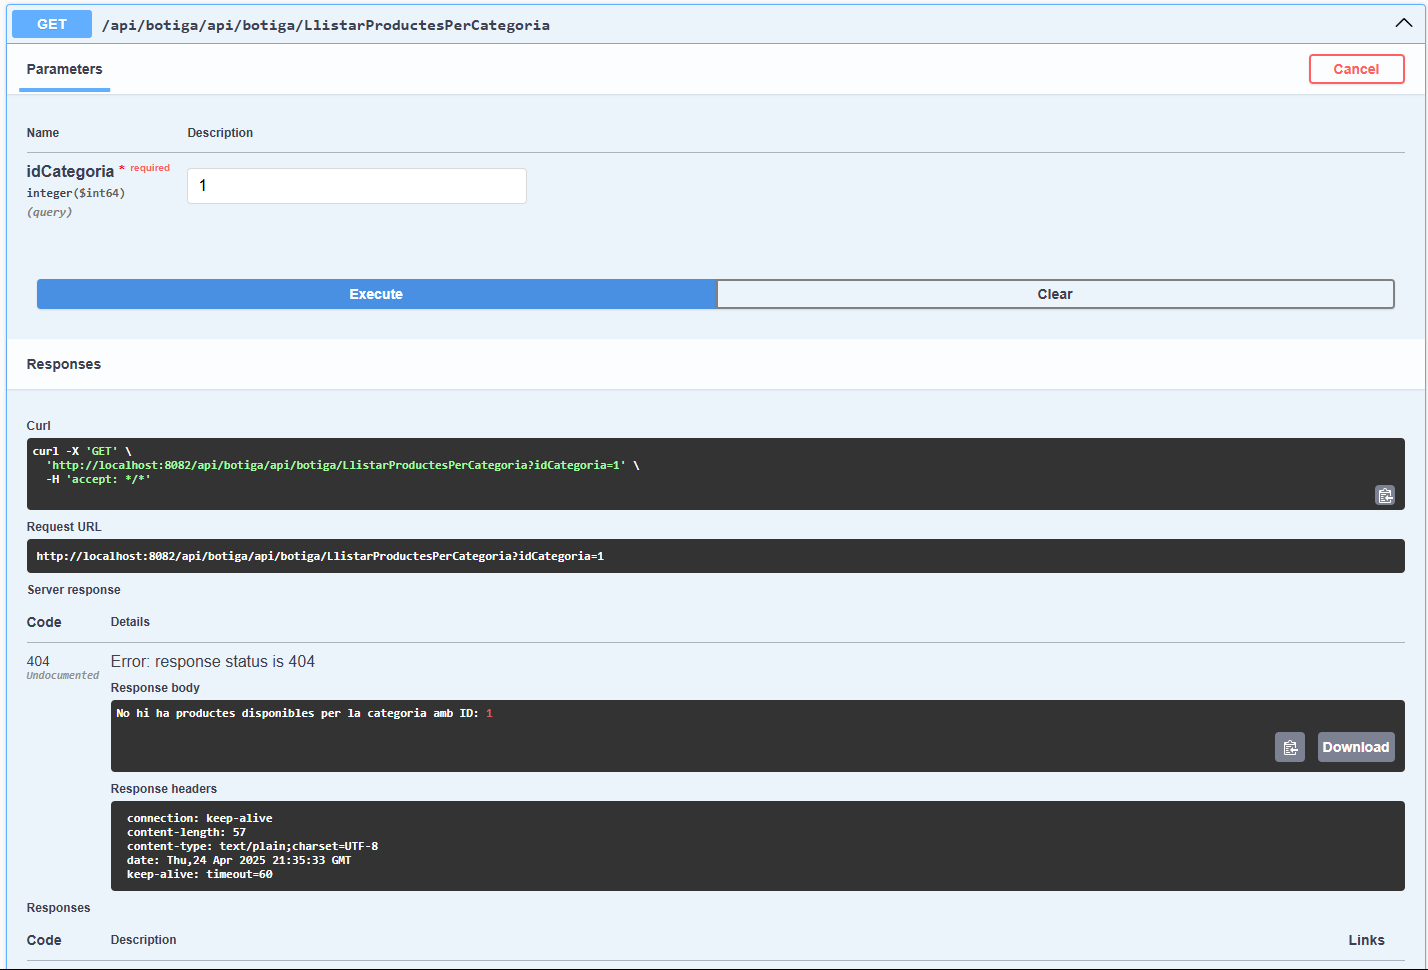 GET /api/botiga/api/botiga/LlistarProductesPerCategoria
Parameters
Cancel
Name Description
idCategoria * required
integer($int64)
(query)
1
Execute Clear
Responses
Curl
curl -X 'GET' \
'http://localhost:8082/api/botiga/api/botiga/LlistarProductesPerCategoria?idCategoria=1' \
-H 'accept: */*'
Request URL
http://localhost:8082/api/botiga/api/botiga/LlistarProductesPerCategoria?idCategoria=1
Server response
Code Details
404
Undocumented
Error: response status is 404
Response body
No hi ha productes disponibles per la categoria amb ID: 1
Download
Response headers
connection: keep-alive
content-length: 57
content-type: text/plain;charset=UTF-8
date: Thu,24 Apr 2025 21:35:33 GMT
keep-alive: timeout=60
Responses
Code Description Links